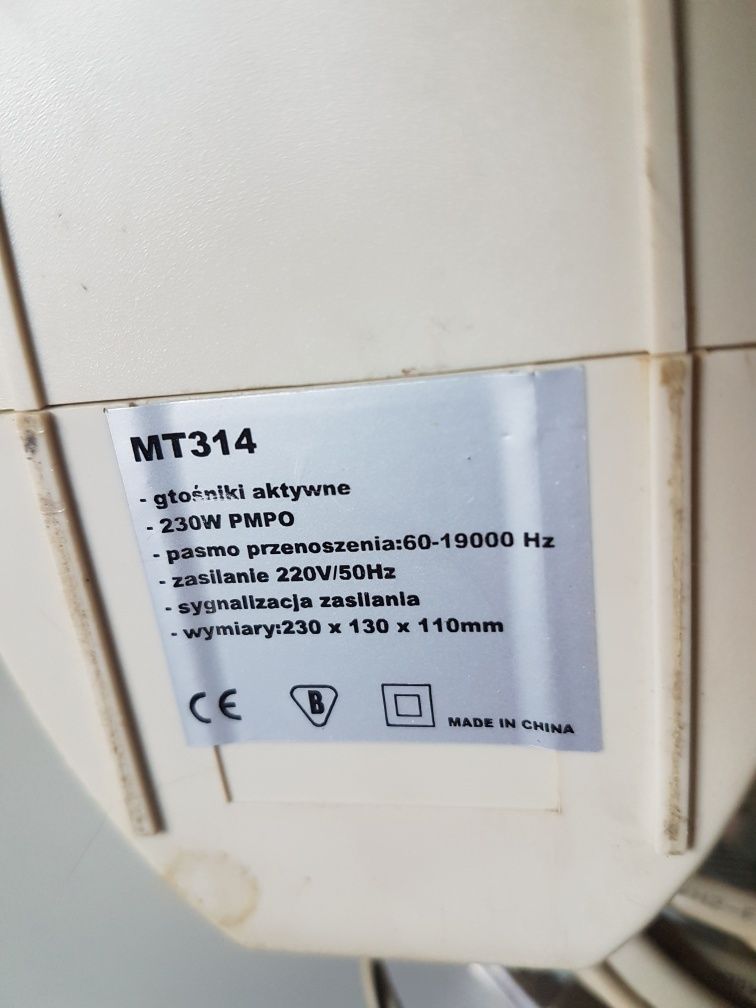 MT314
- gtośniki aktywne
- 230W PMPO
- pasmo przenoszenia:60-19000 Hz
- zasilanie 220V/50Hz
- sygnalizacja zasilania
- wymiary:230 x 130 x 110mm
CE B MADE IN CHINA